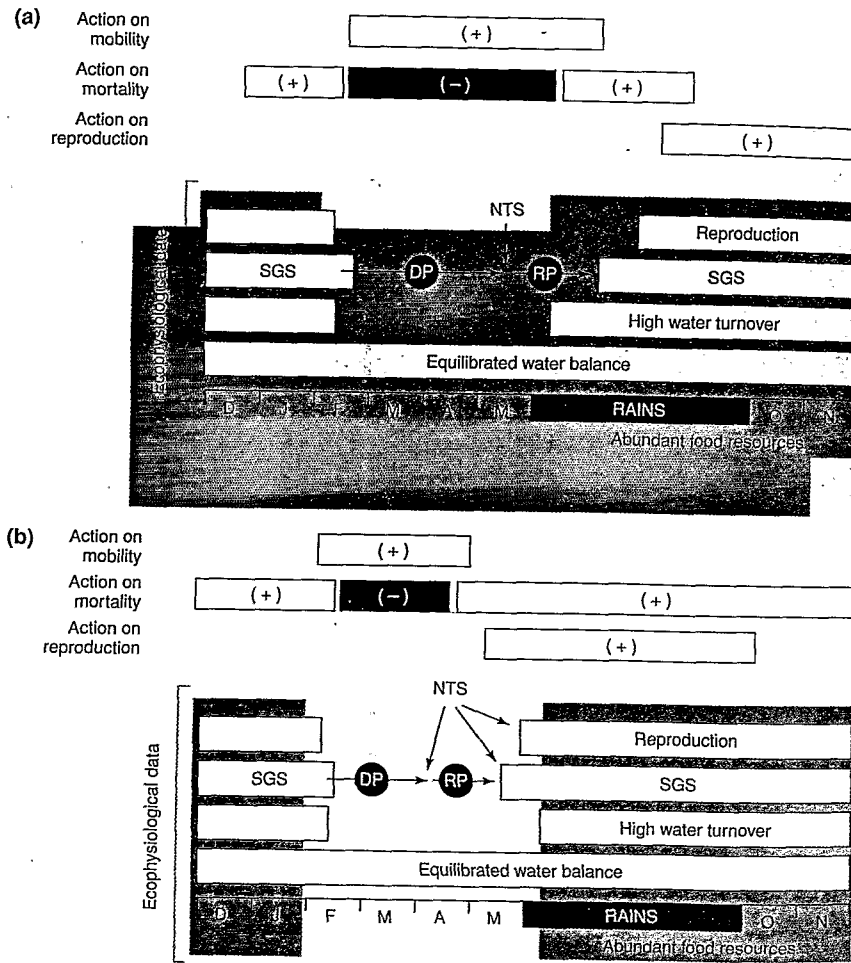 (a)
Action on
mobility
(+)
Action on
mortality
(+)
(−)
(+)
Action on
reproduction
(+)
NTS
Reproduction
SGS
DP
RP
SGS
High water turnover
Equilibrated water balance
Ecophysiological data
D J F M A M RAINS O N
Abundant food resources
(b)
Action on
mobility
(+)
Action on
mortality
(+)
(−)
(+)
Action on
reproduction
(+)
NTS
Reproduction
SGS
DP
RP
SGS
High water turnover
Equilibrated water balance
Ecophysiological data
D J F M A M RAINS O N
Abundant food resources